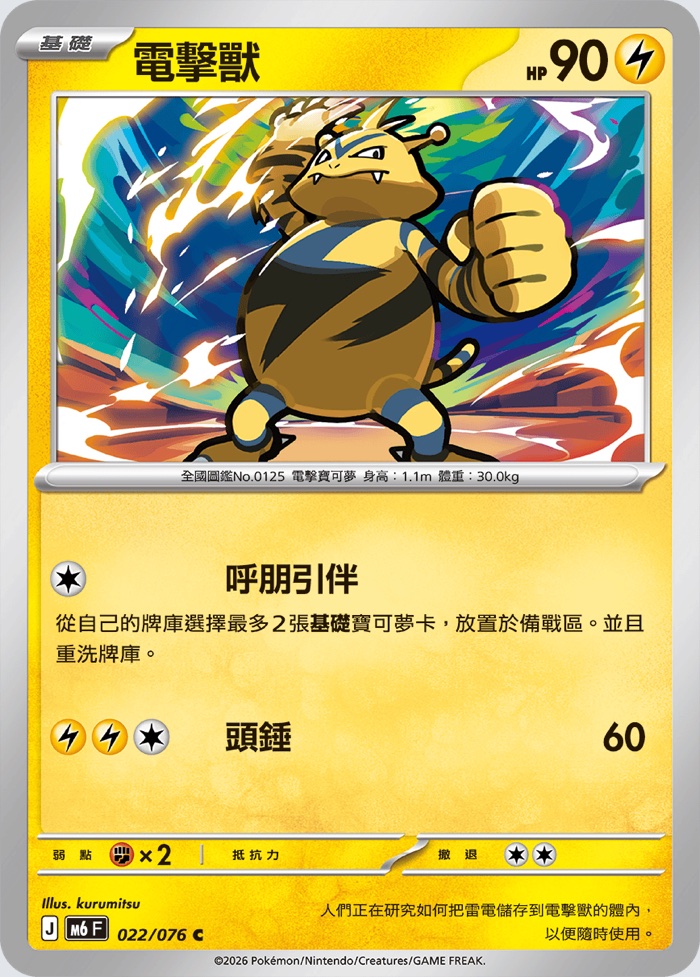 基礎
電擊獸
HP 90
全國圖鑑No.0125 電擊寶可夢 身高：1.1m 體重：30.0kg
呼朋引伴
從自己的牌庫選擇最多2張基礎寶可夢卡，放置於備戰區。並且
重洗牌庫。
頭錘 60
弱點 ×2 抵抗力 撤退
Illus. kurumitsu
人們正在研究如何把雷電儲存到電擊獸的體內，
J M6 F 022/076 C
以便隨時使用。
©2026 Pokémon/Nintendo/Creatures/GAME FREAK.